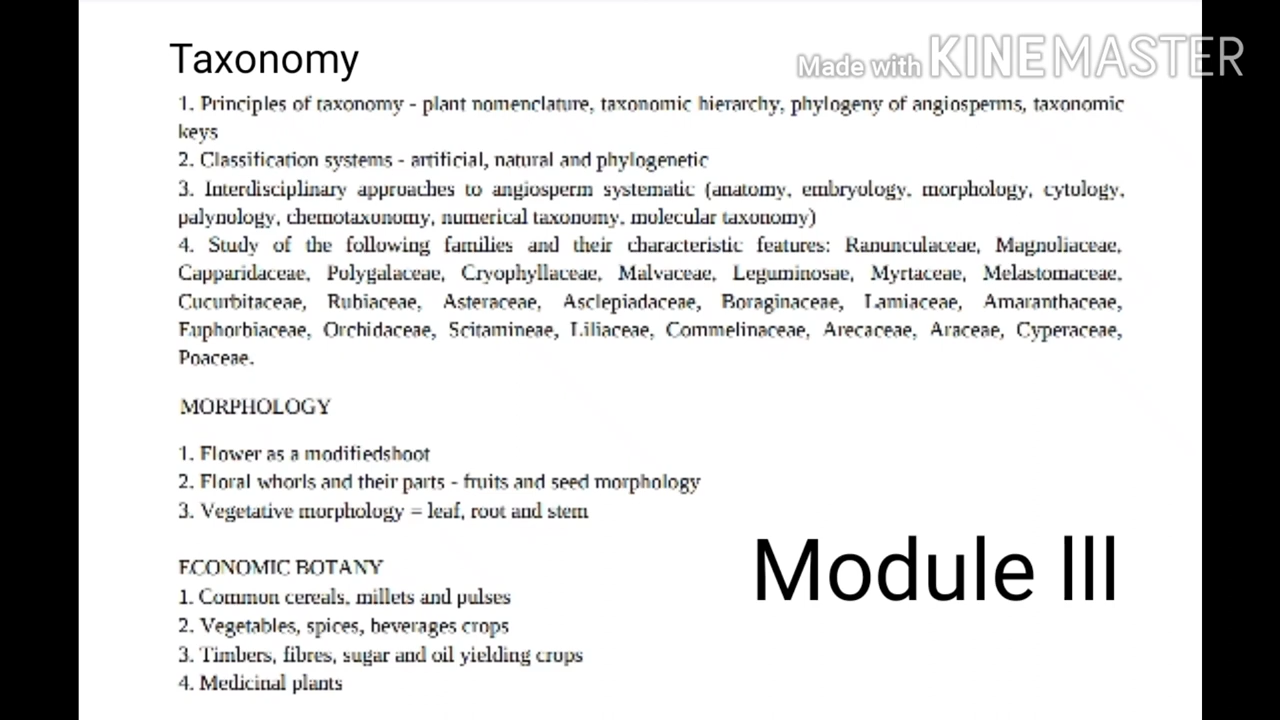 Taxonomy
Made with KINEMASTER
1. Principles of taxonomy - plant nomenclature, taxonomic hierarchy, phylogeny of angiosperms, taxonomic
keys
2. Classification systems - artificial, natural and phylogenetic
3. Interdisciplinary approaches to angiosperm systematic (anatomy, embryology, morphology, cytology,
palynology, chemotaxonomy, numerical taxonomy, molecular taxonomy)
4. Study of the following families and their characteristic features: Ranunculaceae, Magnoliaceae,
Capparidaceae, Polygalaceae, Cryophyllaceae, Malvaceae, Leguminosae, Myrtaceae, Melastomaceae,
Cucurbitaceae, Rubiaceae, Asteraceae, Asclepiadaceae, Boraginaceae, Lamiaceae, Amaranthaceae,
Euphorbiaceae, Orchidaceae, Scitamineae, Liliaceae, Commelinaceae, Arecaceae, Araceae, Cyperaceae,
Poaceae.
MORPHOLOGY
1. Flower as a modifiedshoot
2. Floral whorls and their parts - fruits and seed morphology
3. Vegetative morphology = leaf, root and stem
Module lll
ECONOMIC BOTANY
1. Common cereals, millets and pulses
2. Vegetables, spices, beverages crops
3. Timbers, fibres, sugar and oil yielding crops
4. Medicinal plants